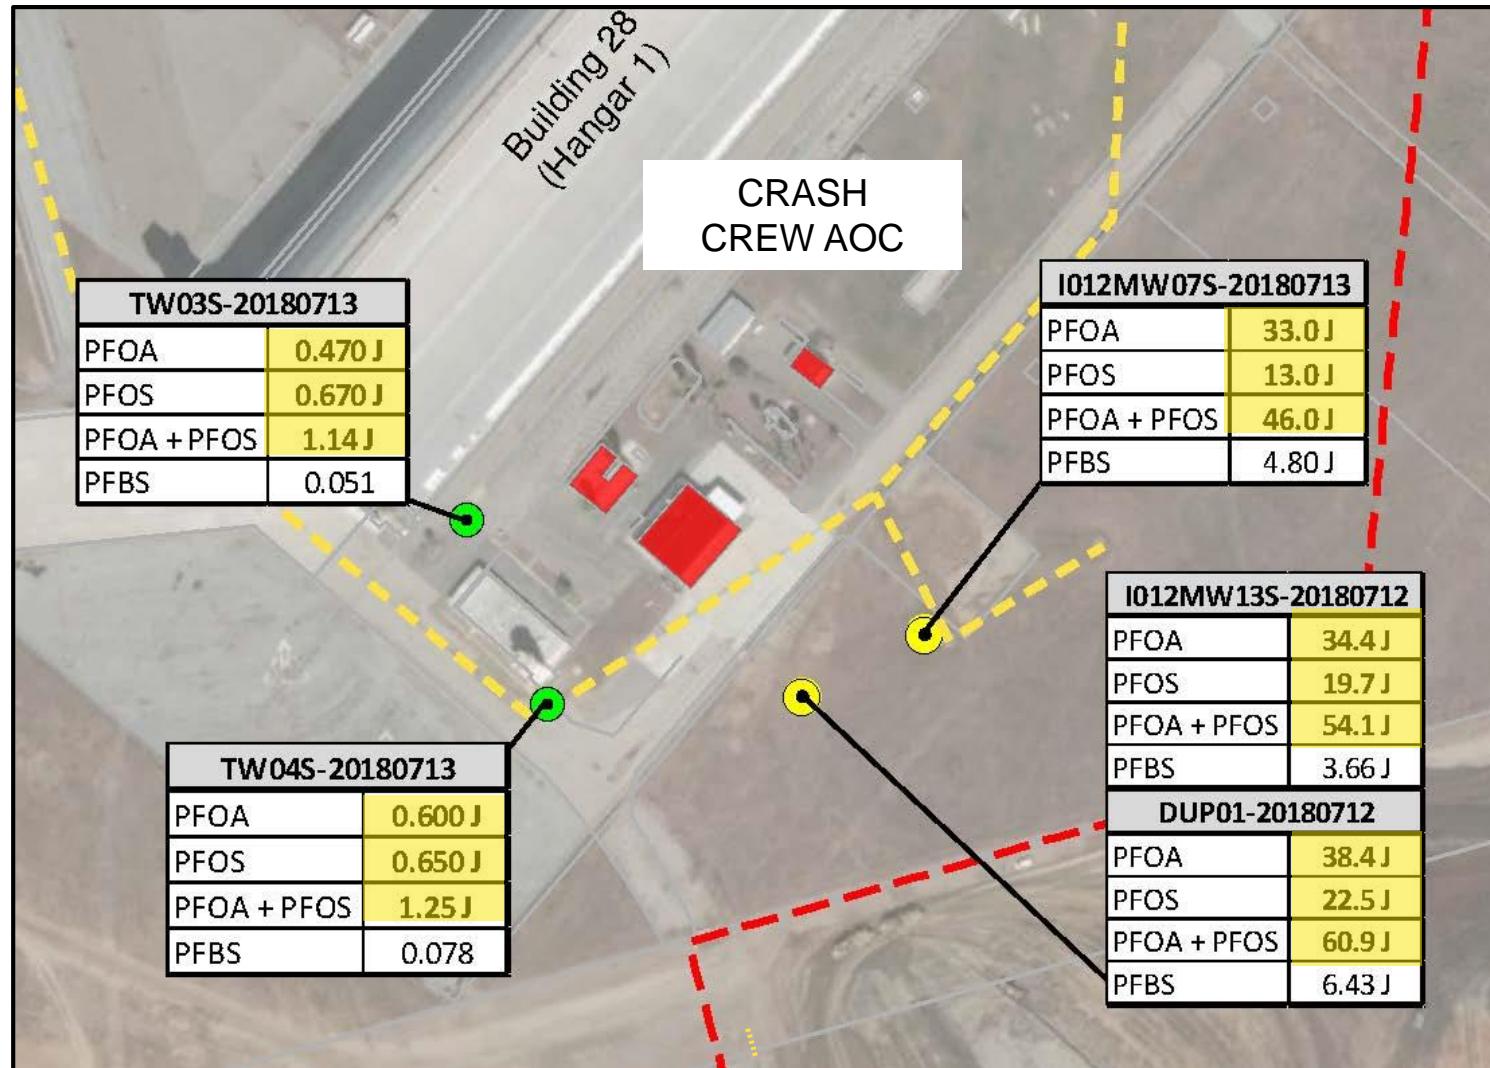 Building 28
(Hangar 1)
CRASH
CREW AOC
TW03S-20180713
PFOA 0.470 J
PFOS 0.670 J
PFOA + PFOS 1.14 J
PFBS 0.051
I012MW07S-20180713
PFOA 33.0 J
PFOS 13.0 J
PFOA + PFOS 46.0 J
PFBS 4.80 J
I012MW13S-20180712
PFOA 34.4 J
PFOS 19.7 J
PFOA + PFOS 54.1 J
PFBS 3.66 J
DUP01-20180712
PFOA 38.4 J
PFOS 22.5 J
PFOA + PFOS 60.9 J
PFBS 6.43 J
TW04S-20180713
PFOA 0.600 J
PFOS 0.650 J
PFOA + PFOS 1.25 J
PFBS 0.078